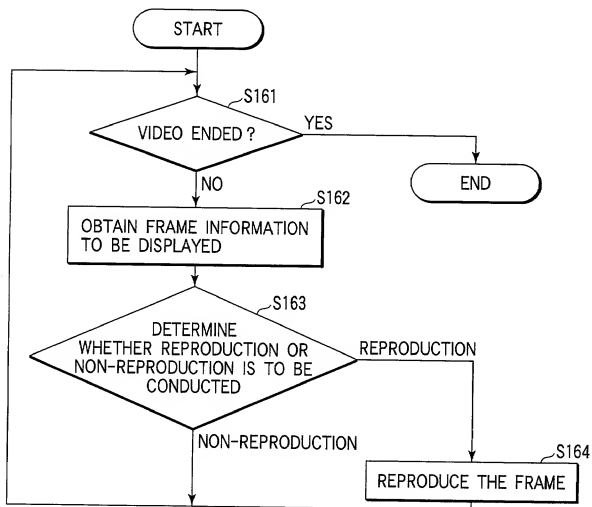 START
S161
VIDEO ENDED?
YES
END
NO
S162
OBTAIN FRAME INFORMATION
TO BE DISPLAYED
S163
DETERMINE
WHETHER REPRODUCTION OR
NON-REPRODUCTION IS TO BE
CONDUCTED
REPRODUCTION
NON-REPRODUCTION
S164
REPRODUCE THE FRAME